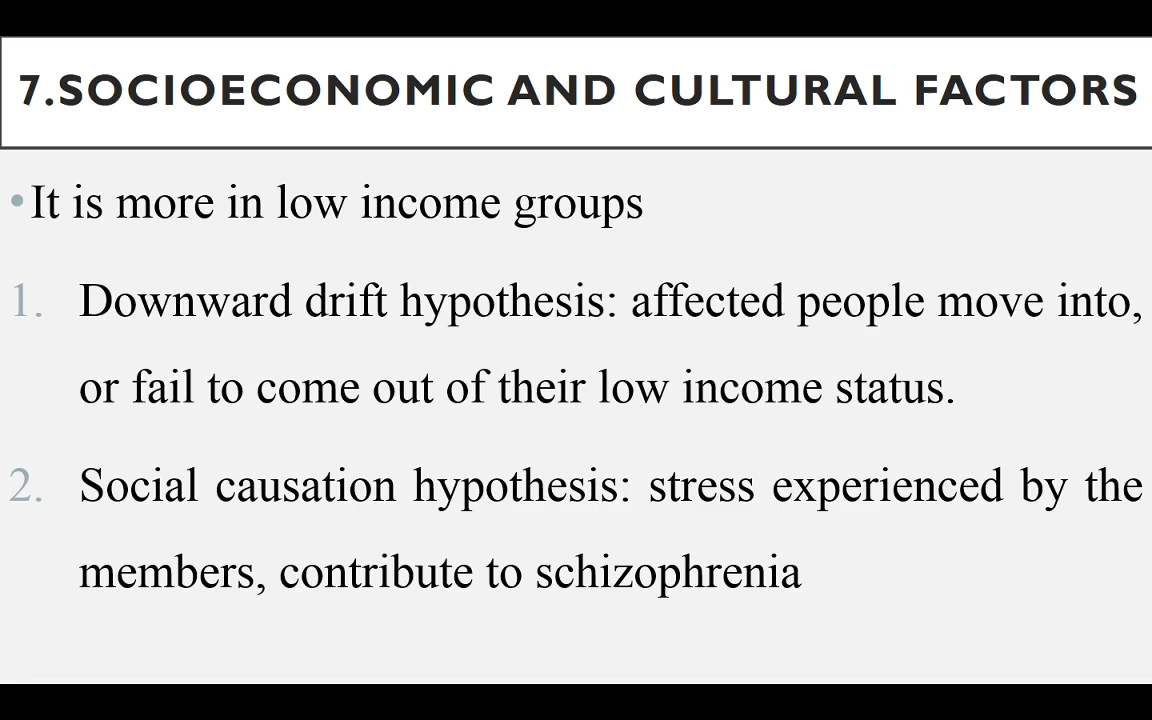 7.SOCIOECONOMIC AND CULTURAL FACTORS
•It is more in low income groups
1. Downward drift hypothesis: affected people move into,
or fail to come out of their low income status.
2. Social causation hypothesis: stress experienced by the
members, contribute to schizophrenia